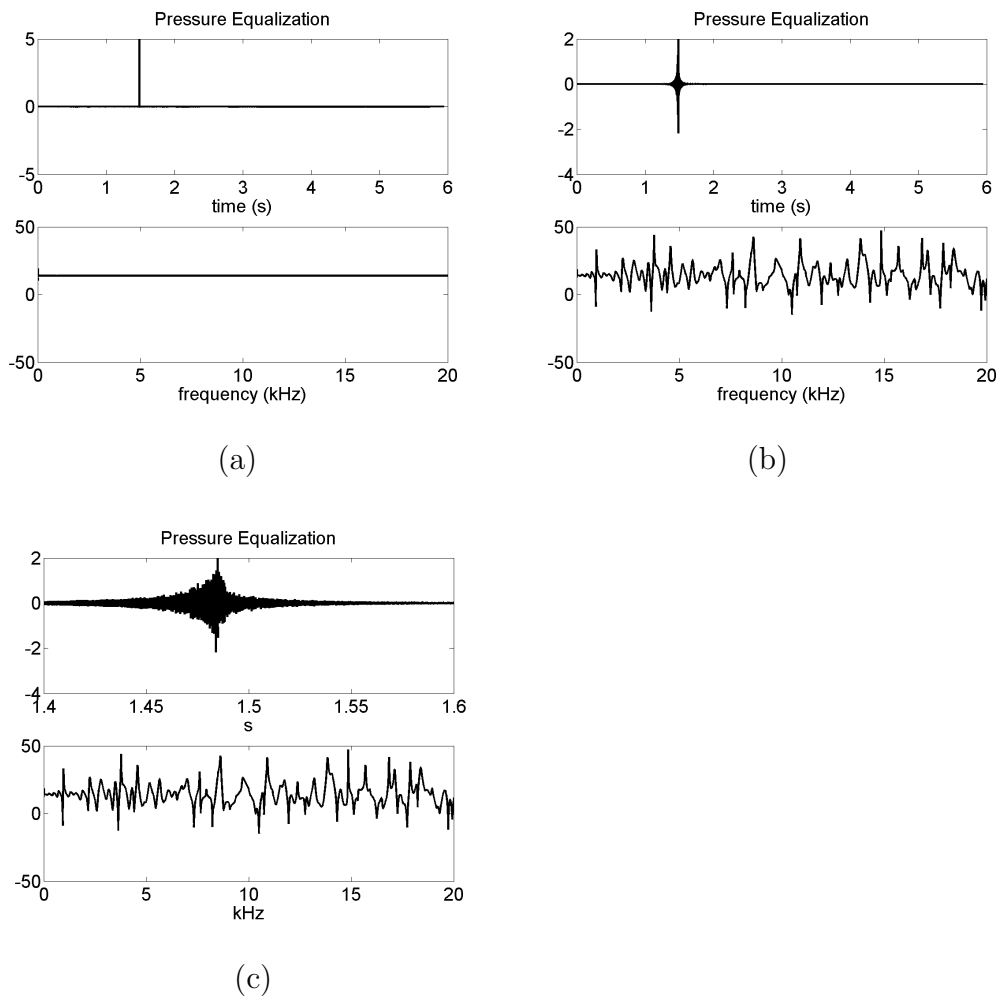 Pressure Equalization
5
0
-5
0 1 2 3 4 5 6
time (s)
50
0
-50
0 5 10 15 20
frequency (kHz)
(a)
Pressure Equalization
2
0
-2
-4
0 1 2 3 4 5 6
time (s)
50
0
-50
0 5 10 15 20
frequency (kHz)
(b)
Pressure Equalization
2
0
-2
-4
1.4 1.45 1.5 1.55 1.6
s
50
0
-50
0 5 10 15 20
kHz
(c)